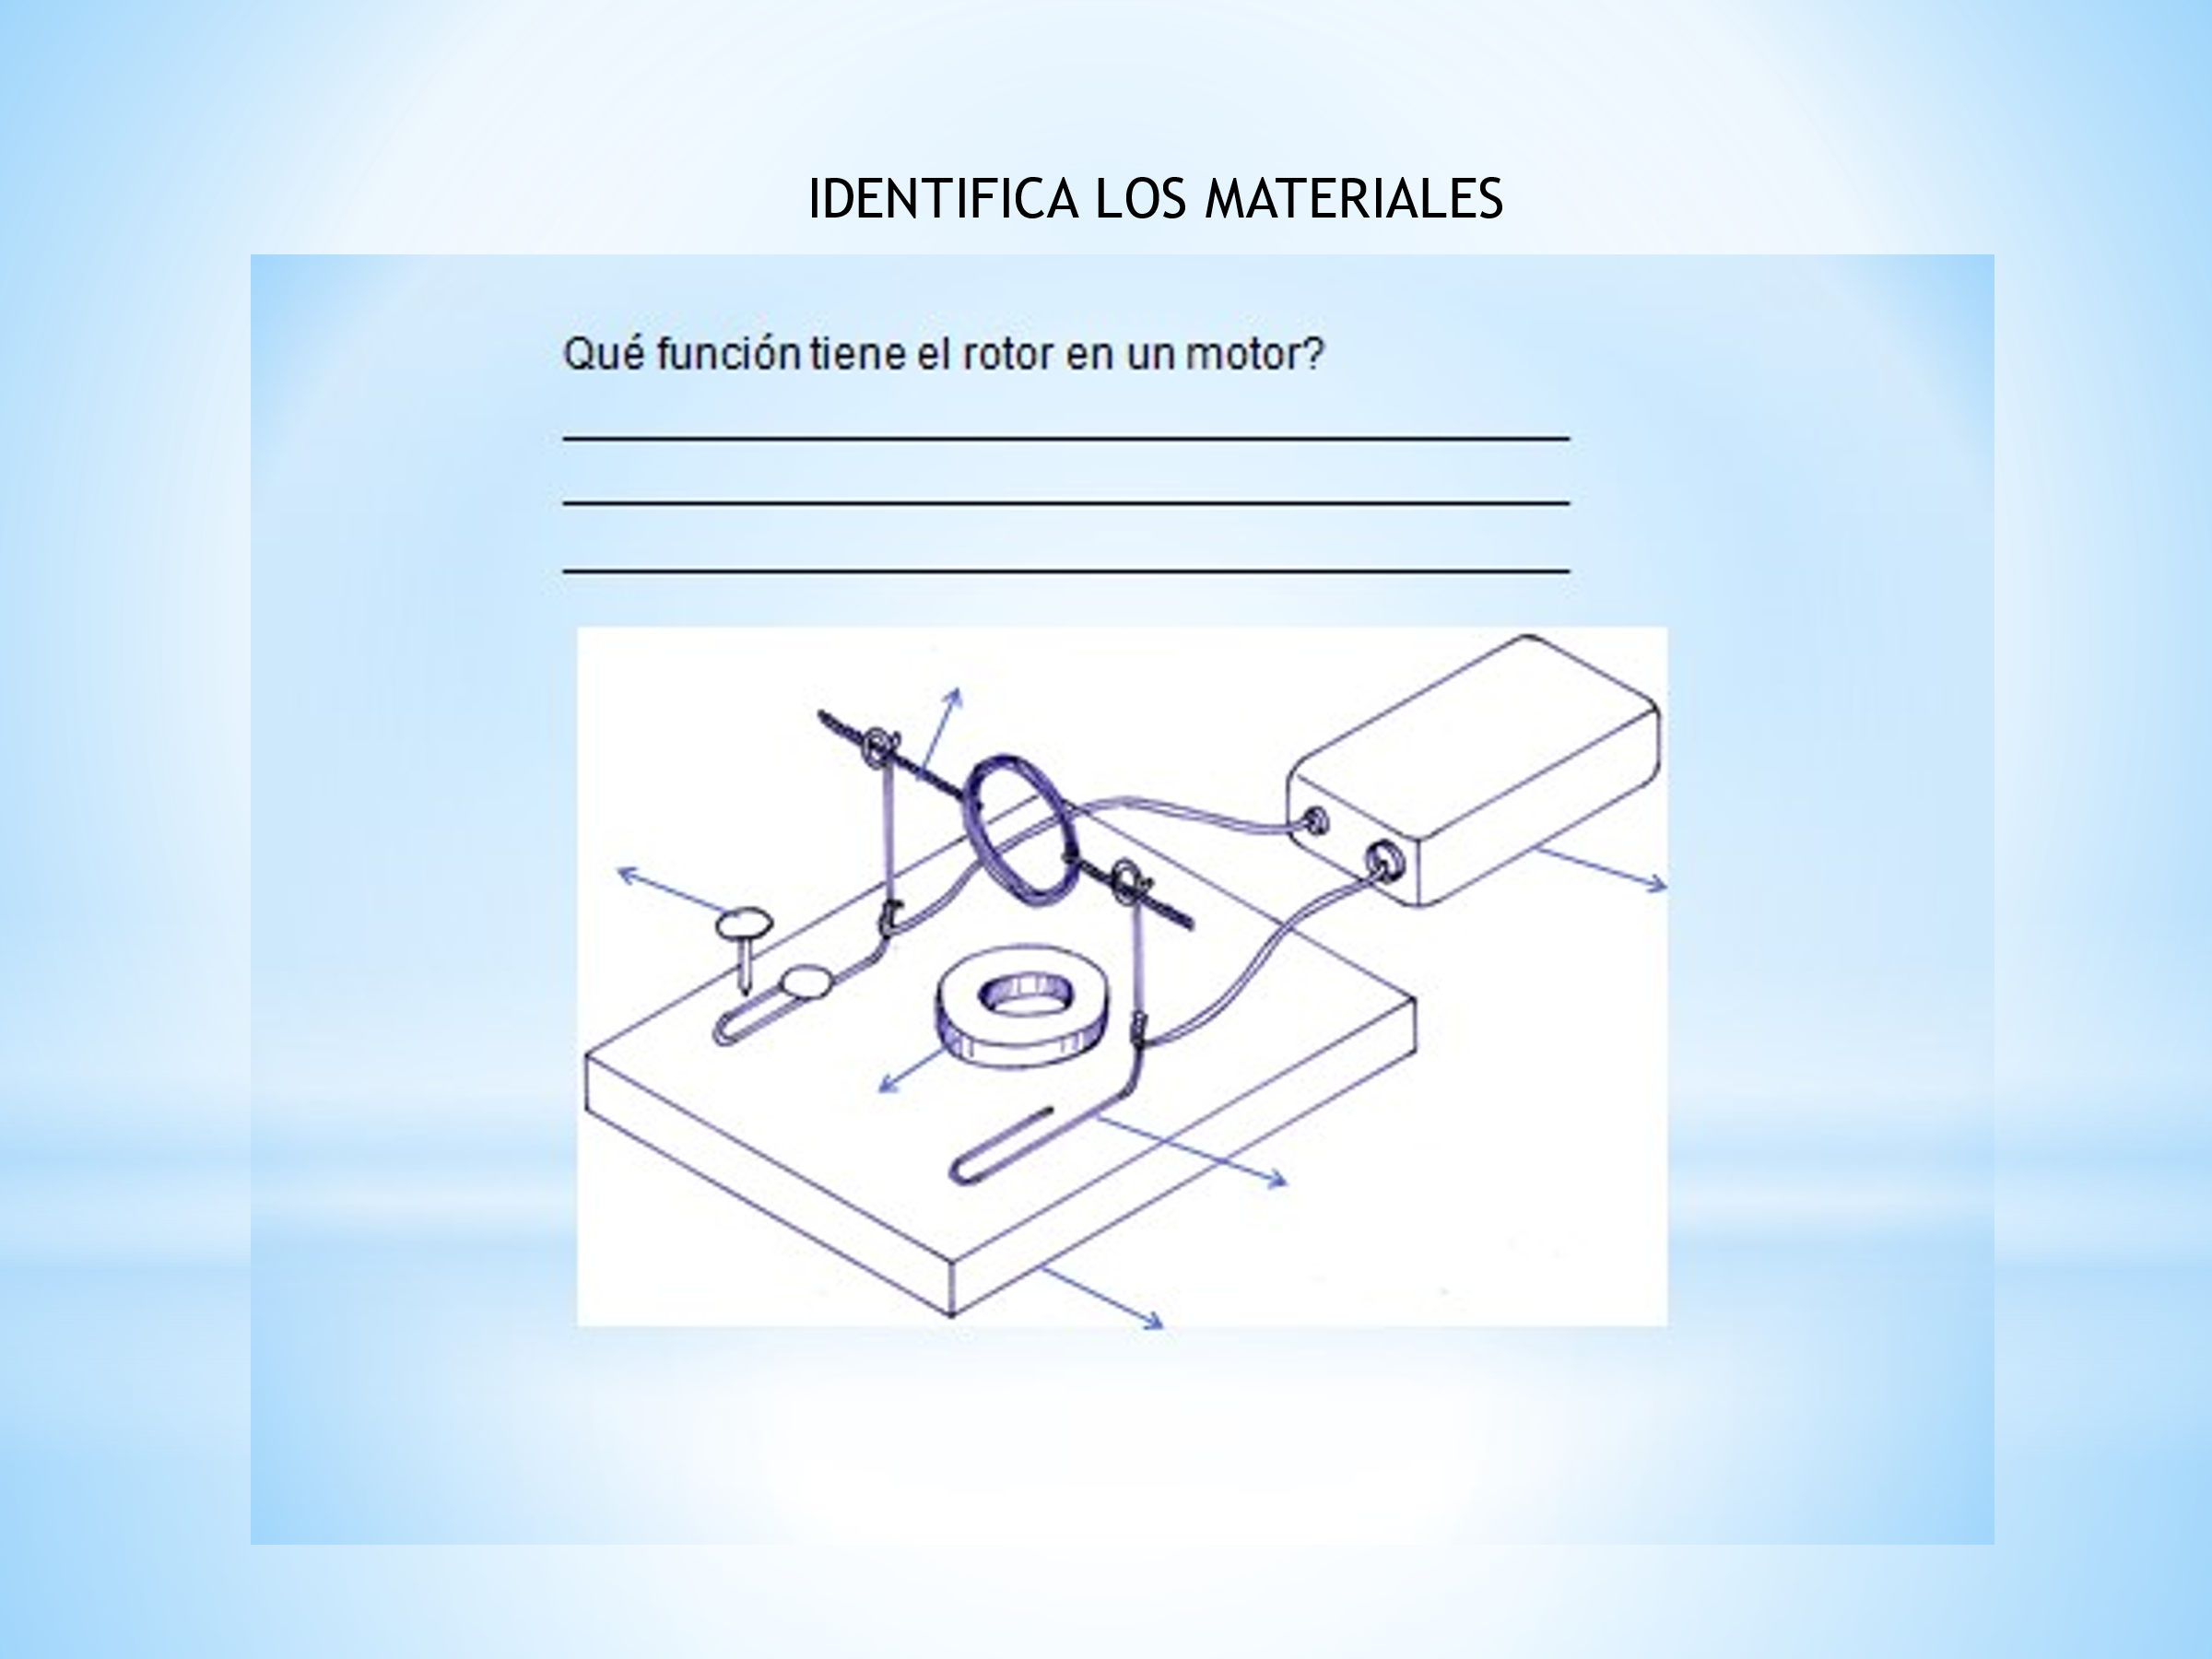 IDENTIFICA LOS MATERIALES
Qué función tiene el rotor en un motor?